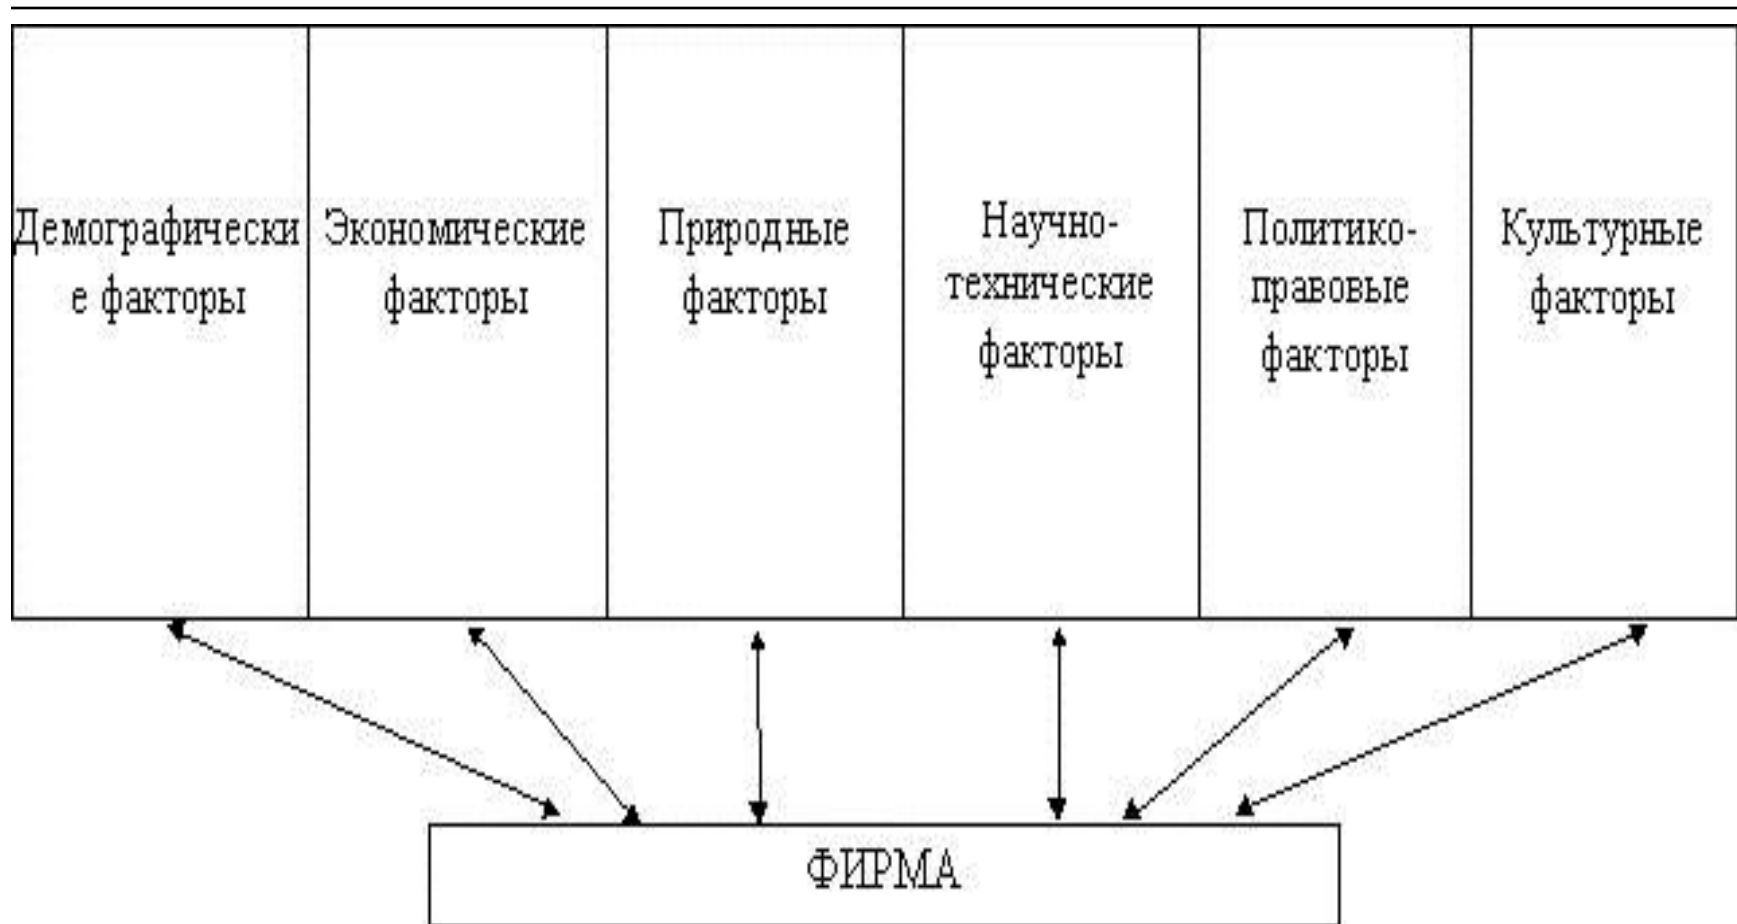 Демографически
е факторы
Экономические
факторы
Природные
факторы
Научно-
технические
факторы
Политико-
правовые
факторы
Культурные
факторы
ФИРМА